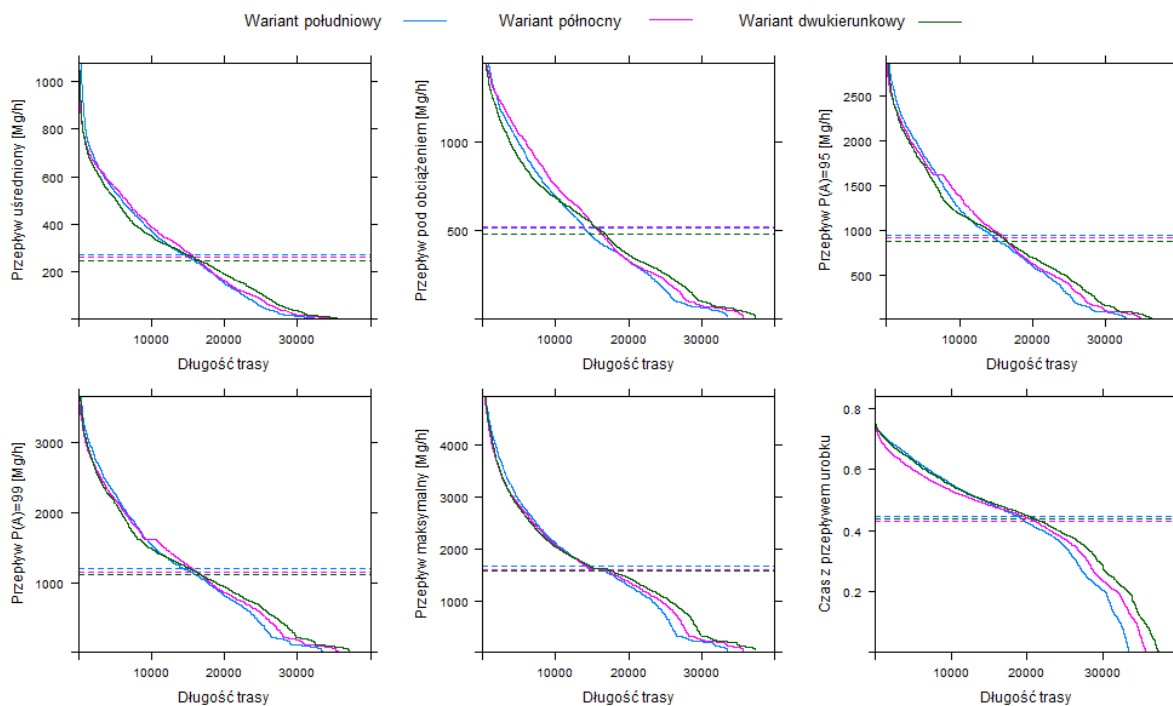 Wariant południowy Wariant północny Wariant dwukierunkowy
Przepływ uśredniony [Mg/h]
1000
800
600
400
200
10000 20000 30000
Długość trasy
Przepływ pod obciążeniem [Mg/h]
1000
500
10000 20000 30000
Długość trasy
Przepływ P(A)=95 [Mg/h]
2500
2000
1500
1000
500
10000 20000 30000
Długość trasy
Przepływ P(A)=99 [Mg/h]
3000
2000
1000
10000 20000 30000
Długość trasy
Przepływ maksymalny [Mg/h]
4000
3000
2000
1000
10000 20000 30000
Długość trasy
Czas z przepływem urobku
0.8
0.6
0.4
0.2
10000 20000 30000
Długość trasy